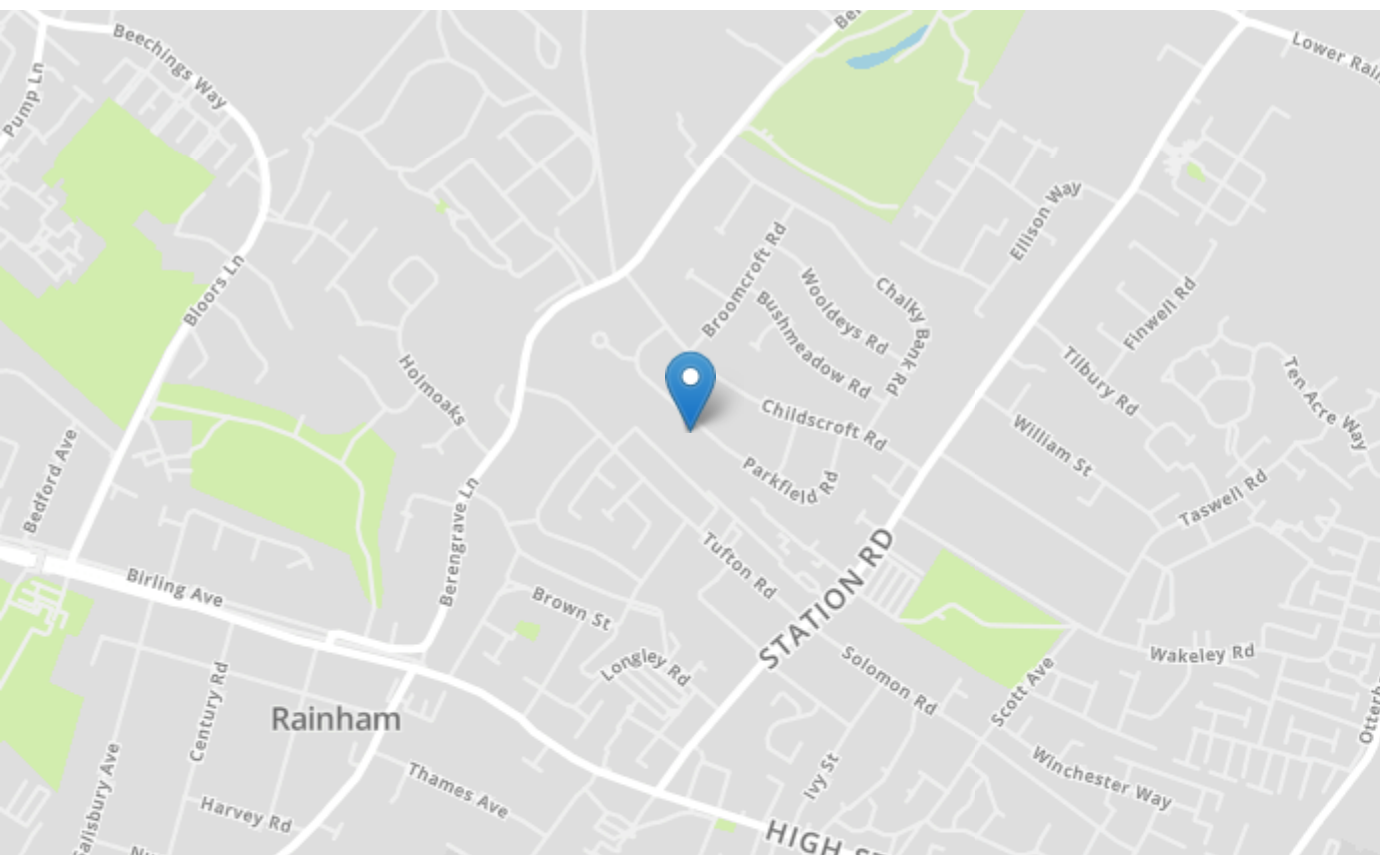 Beechings Way
Pump Ln
Lower Rain
Ellison Way
Broomcroft Rd
Wooldeys Rd
Chalky Bank Rd
Bushmeadow Rd
Finwell Rd
Bloors Ln
Holmoaks
Tilbury Rd
Ten Acre Way
Childscroft Rd
William St
Bedford Ave
Parkfield Rd
Taswell Rd
Berengrave Ln
Tufton Rd
STATION RD
Birling Ave
Brown St
Longley Rd
Solomon Rd
Wakeley Rd
Scott Ave
Century Rd
Rainham
Otterb
Salisbury Ave
Thames Ave
Ivy St
Winchester Way
Harvey Rd
HIGH ST